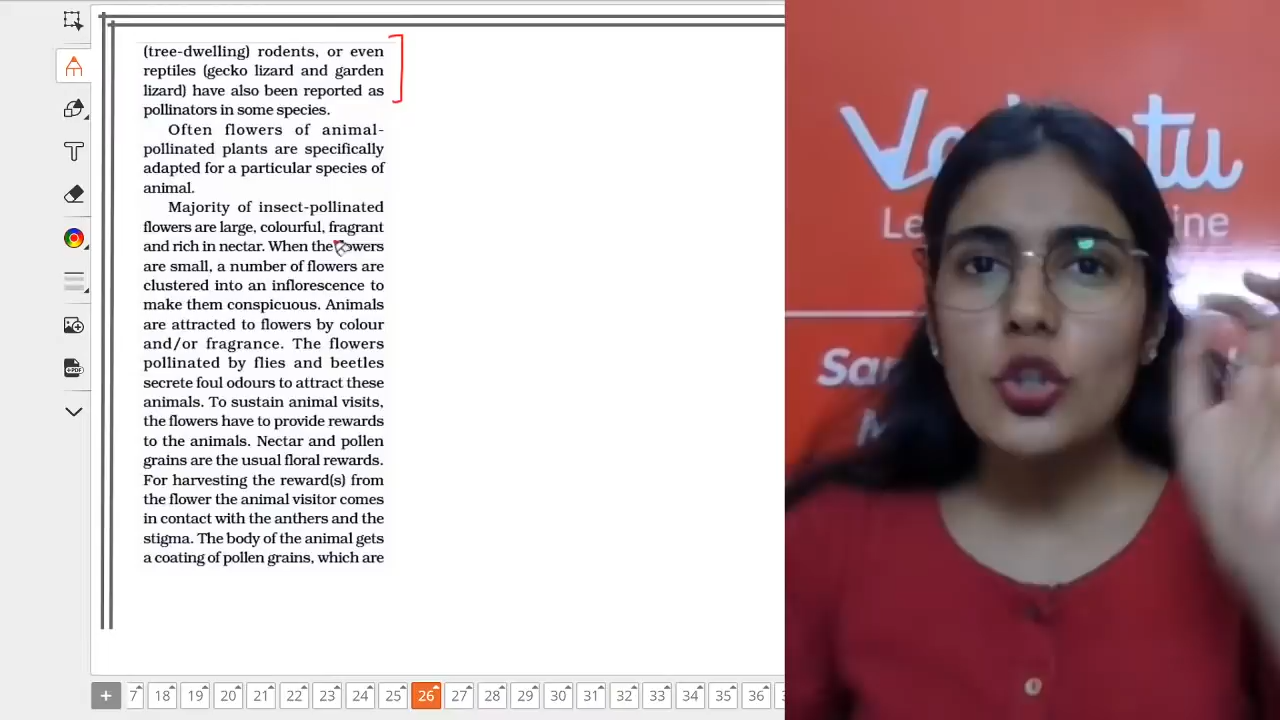 (tree-dwelling) rodents, or even
reptiles (gecko lizard and garden
lizard) have also been reported as
pollinators in some species.
Often flowers of animal-
pollinated plants are specifically
adapted for a particular species of
animal.
Majority of insect-pollinated
flowers are large, colourful, fragrant
and rich in nectar. When the flowers
are small, a number of flowers are
clustered into an inflorescence to
make them conspicuous. Animals
are attracted to flowers by colour
and/or fragrance. The flowers
pollinated by flies and beetles
secrete foul odours to attract these
animals. To sustain animal visits,
the flowers have to provide rewards
to the animals. Nectar and pollen
grains are the usual floral rewards.
For harvesting the reward(s) from
the flower the animal visitor comes
in contact with the anthers and the
stigma. The body of the animal gets
a coating of pollen grains, which are
+ 7 18 19 20 21 22 23 24 25 26 27 28 29 30 31 32 33 34 35 36
T
PDF